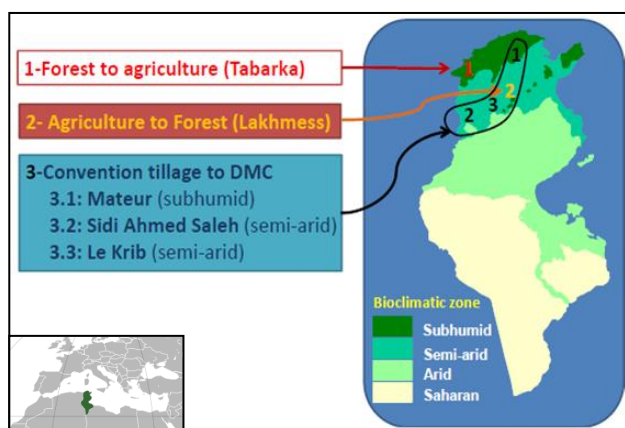 1-Forest to agriculture (Tabarka)
2- Agriculture to Forest (Lakhmess)
3-Convention tillage to DMC
3.1: Mateur (subhumid)
3.2: Sidi Ahmed Saleh (semi-arid)
3.3: Le Krib (semi-arid)
1
1
2
3
2
Bioclimatic zone
Subhumid
Semi-arid
Arid
Saharan